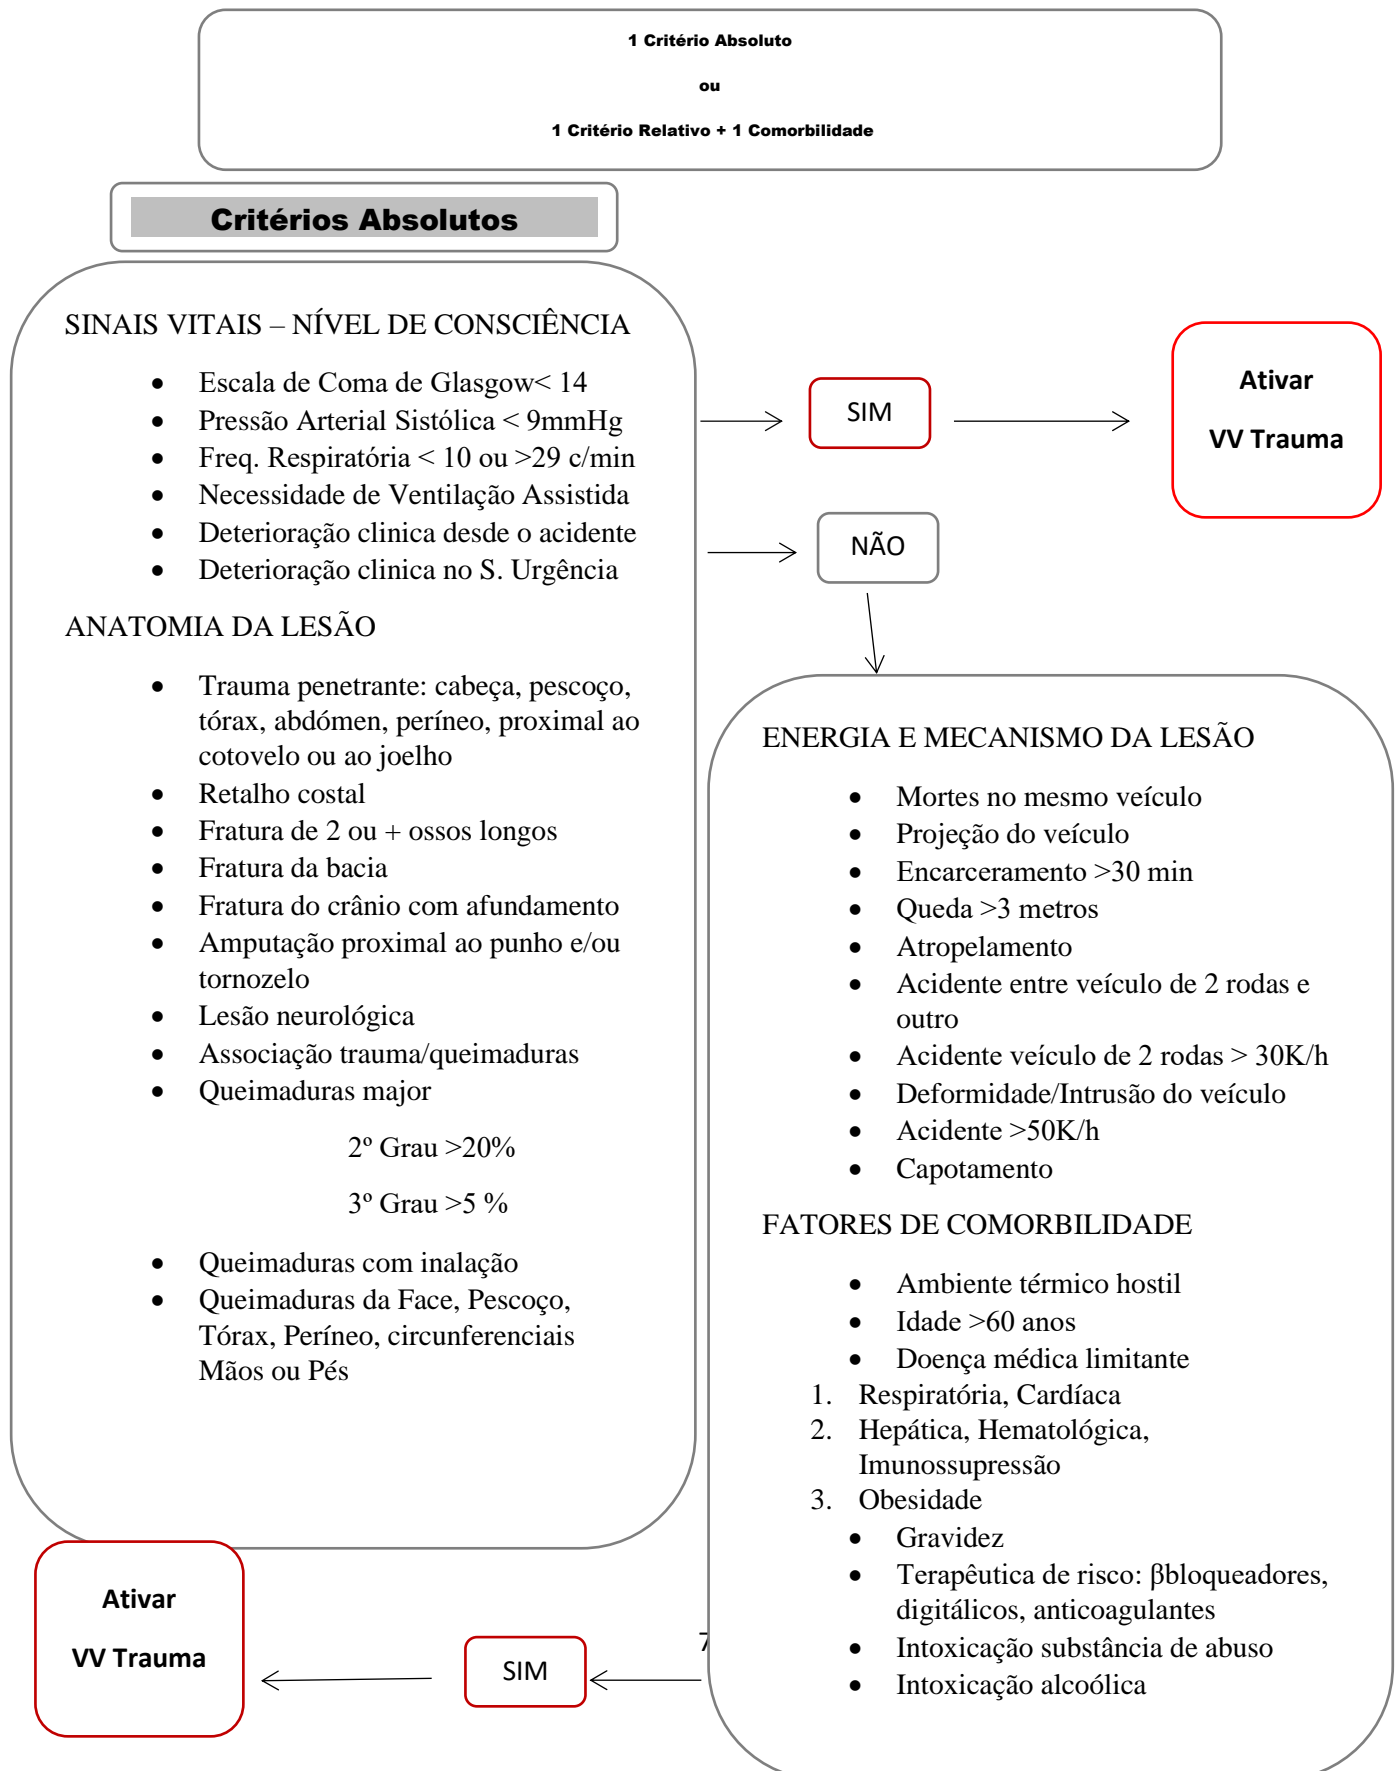 1 Critério Absoluto
ou
1 Critério Relativo + 1 Comorbilidade
Critérios Absolutos
SINAIS VITAIS – NÍVEL DE CONSCIÊNCIA
• Escala de Coma de Glasgow< 14
• Pressão Arterial Sistólica < 9mmHg
• Freq. Respiratória < 10 ou >29 c/min
• Necessidade de Ventilação Assistida
• Deterioração clinica desde o acidente
• Deterioração clinica no S. Urgência
ANATOMIA DA LESÃO
• Trauma penetrante: cabeça, pescoço,
tórax, abdómen, períneo, proximal ao
cotovelo ou ao joelho
• Retalho costal
• Fratura de 2 ou + ossos longos
• Fratura da bacia
• Fratura do crânio com afundamento
• Amputação proximal ao punho e/ou
tornozelo
• Lesão neurológica
• Associação trauma/queimaduras
• Queimaduras major
2º Grau >20%
3º Grau >5 %
• Queimaduras com inalação
• Queimaduras da Face, Pescoço,
Tórax, Períneo, circunferenciais
Mãos ou Pés
SIM
Ativar
VV Trauma
NÃO
ENERGIA E MECANISMO DA LESÃO
• Mortes no mesmo veículo
• Projeção do veículo
• Encarceramento >30 min
• Queda >3 metros
• Atropelamento
• Acidente entre veículo de 2 rodas e
outro
• Acidente veículo de 2 rodas > 30K/h
• Deformidade/Intrusão do veículo
• Acidente >50K/h
• Capotamento
FATORES DE COMORBILIDADE
• Ambiente térmico hostil
• Idade >60 anos
• Doença médica limitante
1. Respiratória, Cardíaca
2. Hepática, Hematológica,
Imunossupressão
3. Obesidade
• Gravidez
• Terapêutica de risco: βbloqueadores,
digitálicos, anticoagulantes
• Intoxicação substância de abuso
• Intoxicação alcoólica
7
SIM
Ativar
VV Trauma